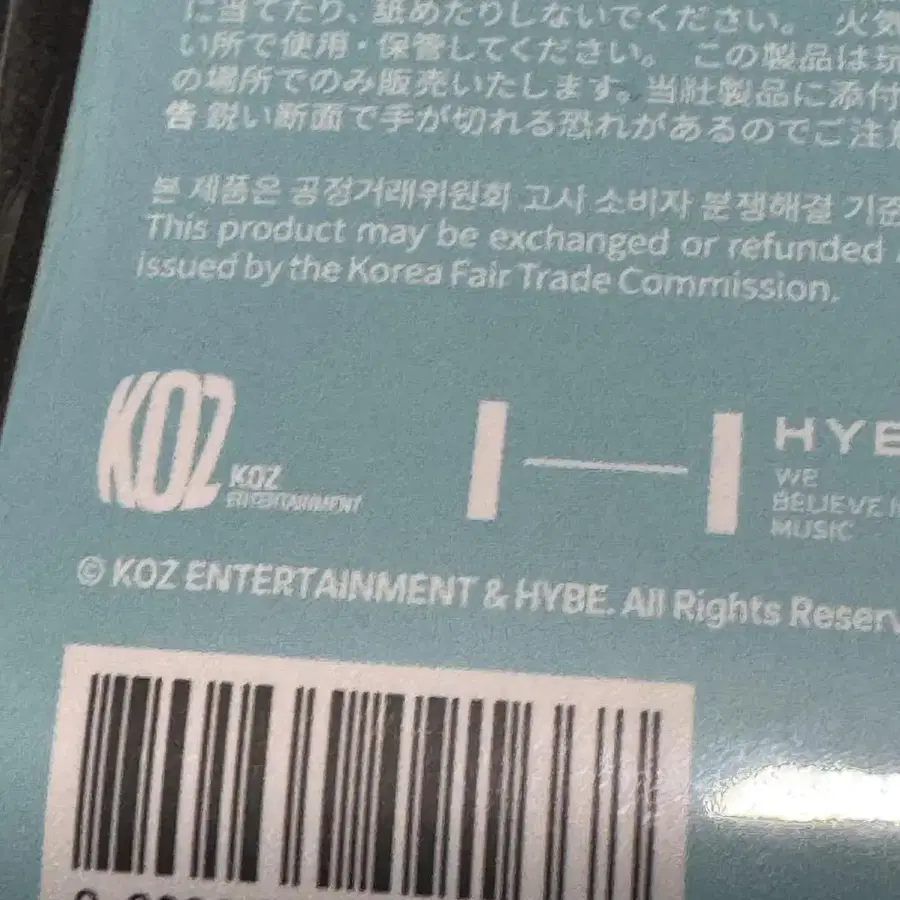 に当てたり、舐めたりしないでください。 火気
い所で使用・保管してください。 この製品は玩
の場所でのみ販売いたします。当社製品に添付
告 鋭い断面で手が切れる恐れがあるのでご注意
본 제품은 공정거래위원회 고시 소비자 분쟁해결 기준
This product may be exchanged or refunded
issued by the Korea Fair Trade Commission.
KOZ
KOZ
ENTERTAINMENT
HYBE
WE
BELIEVE IN
MUSIC
© KOZ ENTERTAINMENT & HYBE. All Rights Reserv